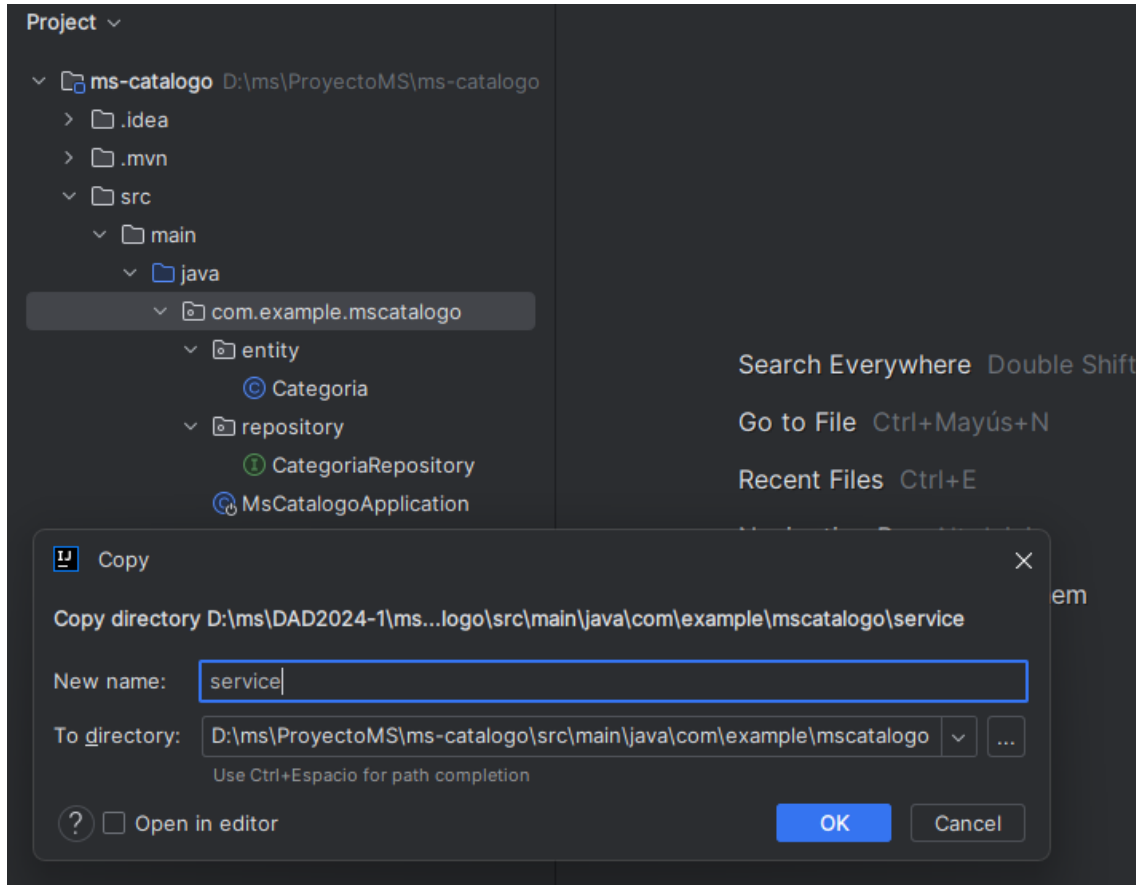 Project
ms-catalogo D:\ms\ProyectoMS\ms-catalogo
.idea
.mvn
src
main
java
com.example.mscatalogo
entity
Categoria
repository
CategoriaRepository
MsCatalogoApplication
Search Everywhere Double Shift
Go to File Ctrl+Mayús+N
Recent Files Ctrl+E
em
Copy
Copy directory D:\ms\DAD2024-1\ms...logo\src\main\java\com\example\mscatalogo\service
New name: service
To directory: D:\ms\ProyectoMS\ms-catalogo\src\main\java\com\example\mscatalogo ...
Use Ctrl+Espacio for path completion
? Open in editor OK Cancel